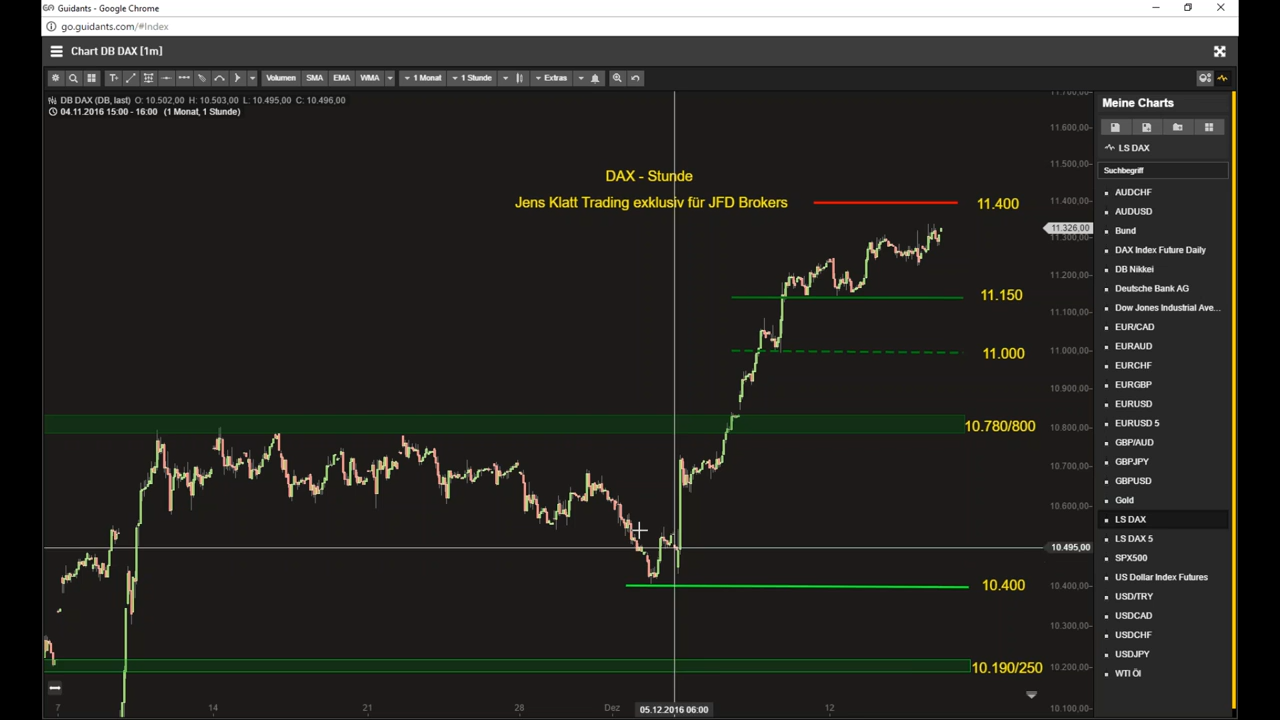 Guidants - Google Chrome
go.guidants.com/#Index
Chart DB DAX [1m]
Volumen SMA EMA WMA 1 Monat 1 Stunde Extras
DB DAX (DB, last) O: 10.502,00 H: 10.503,00 L: 10.495,00 C: 10.496,00
04.11.2016 15:00 - 16:00 (1 Monat, 1 Stunde)
DAX - Stunde
Jens Klatt Trading exklusiv für JFD Brokers
11.400
11.150
11.000
10.780/800
10.400
10.190/250
11.700,00
11.600,00
11.500,00
11.400,00
11.326,00
11.300,00
11.200,00
11.100,00
11.000,00
10.900,00
10.800,00
10.700,00
10.600,00
10.495,00
10.400,00
10.300,00
10.200,00
10.100,00
7 14 21 28 Dez 05.12.2016 06:00 12
Meine Charts
LS DAX
Suchbegriff
AUDCHF
AUDUSD
Bund
DAX Index Future Daily
DB Nikkei
Deutsche Bank AG
Dow Jones Industrial Ave...
EUR/CAD
EURAUD
EURCHF
EURGBP
EURUSD
EURUSD 5
GBP/AUD
GBPJPY
GBPUSD
Gold
LS DAX
LS DAX 5
SPX500
US Dollar Index Futures
USD/TRY
USDCAD
USDCHF
USDJPY
WTI Öl